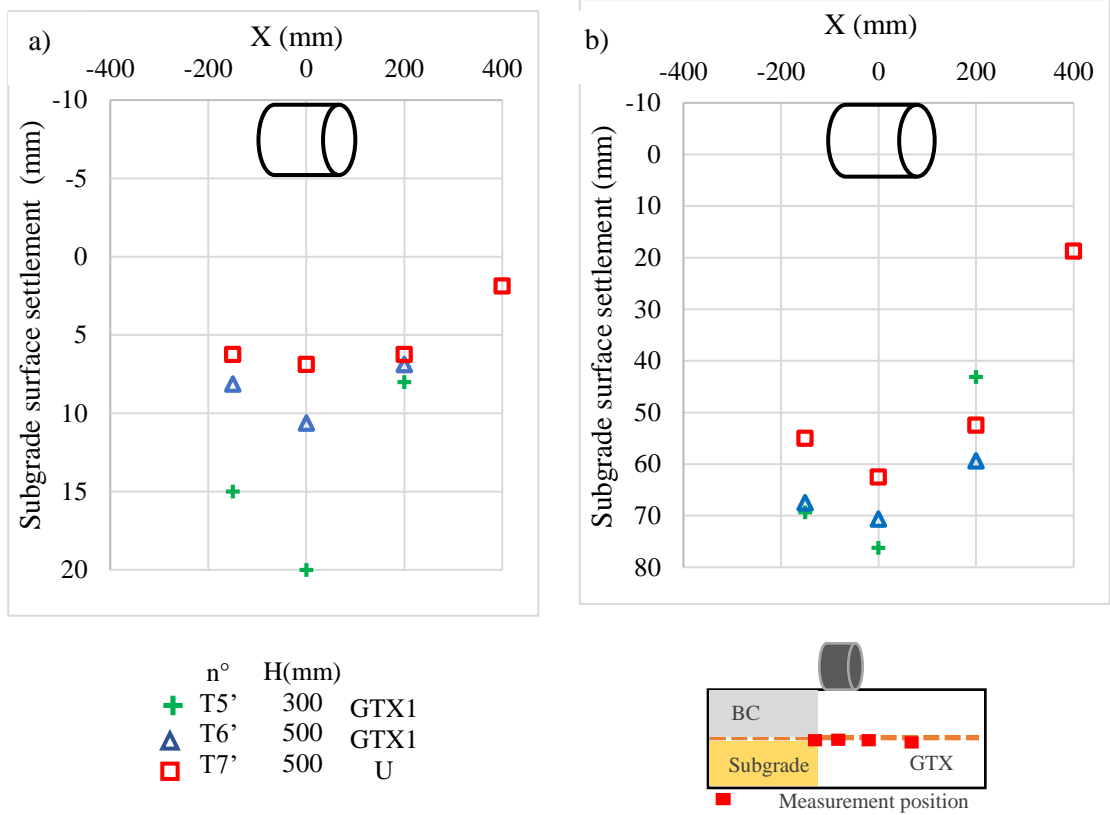 a)
X (mm)
-400 -200 0 200 400
Subgrade surface settlement (mm)
-10
-5
0
5
10
15
20
b)
X (mm)
-400 -200 0 200 400
Subgrade surface settlement (mm)
-10
0
10
20
30
40
50
60
70
80
n° H(mm)
T5’ 300 GTX1
T6’ 500 GTX1
T7’ 500 U
BC
Subgrade GTX
Measurement position